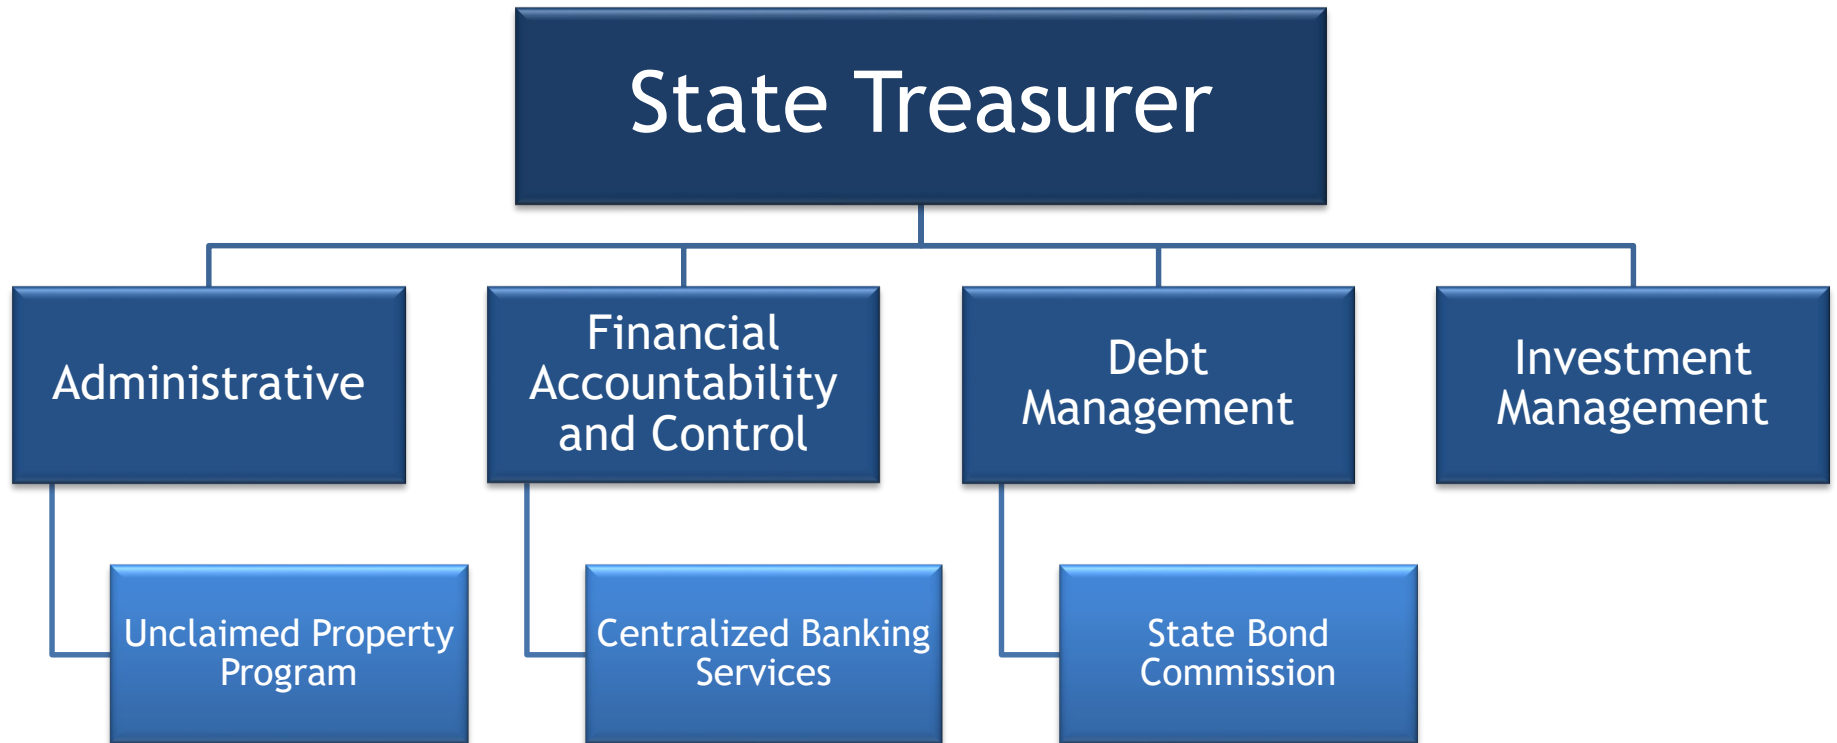 State Treasurer
Administrative
Financial
Accountability
and Control
Debt
Management
Investment
Management
Unclaimed Property
Program
Centralized Banking
Services
State Bond
Commission